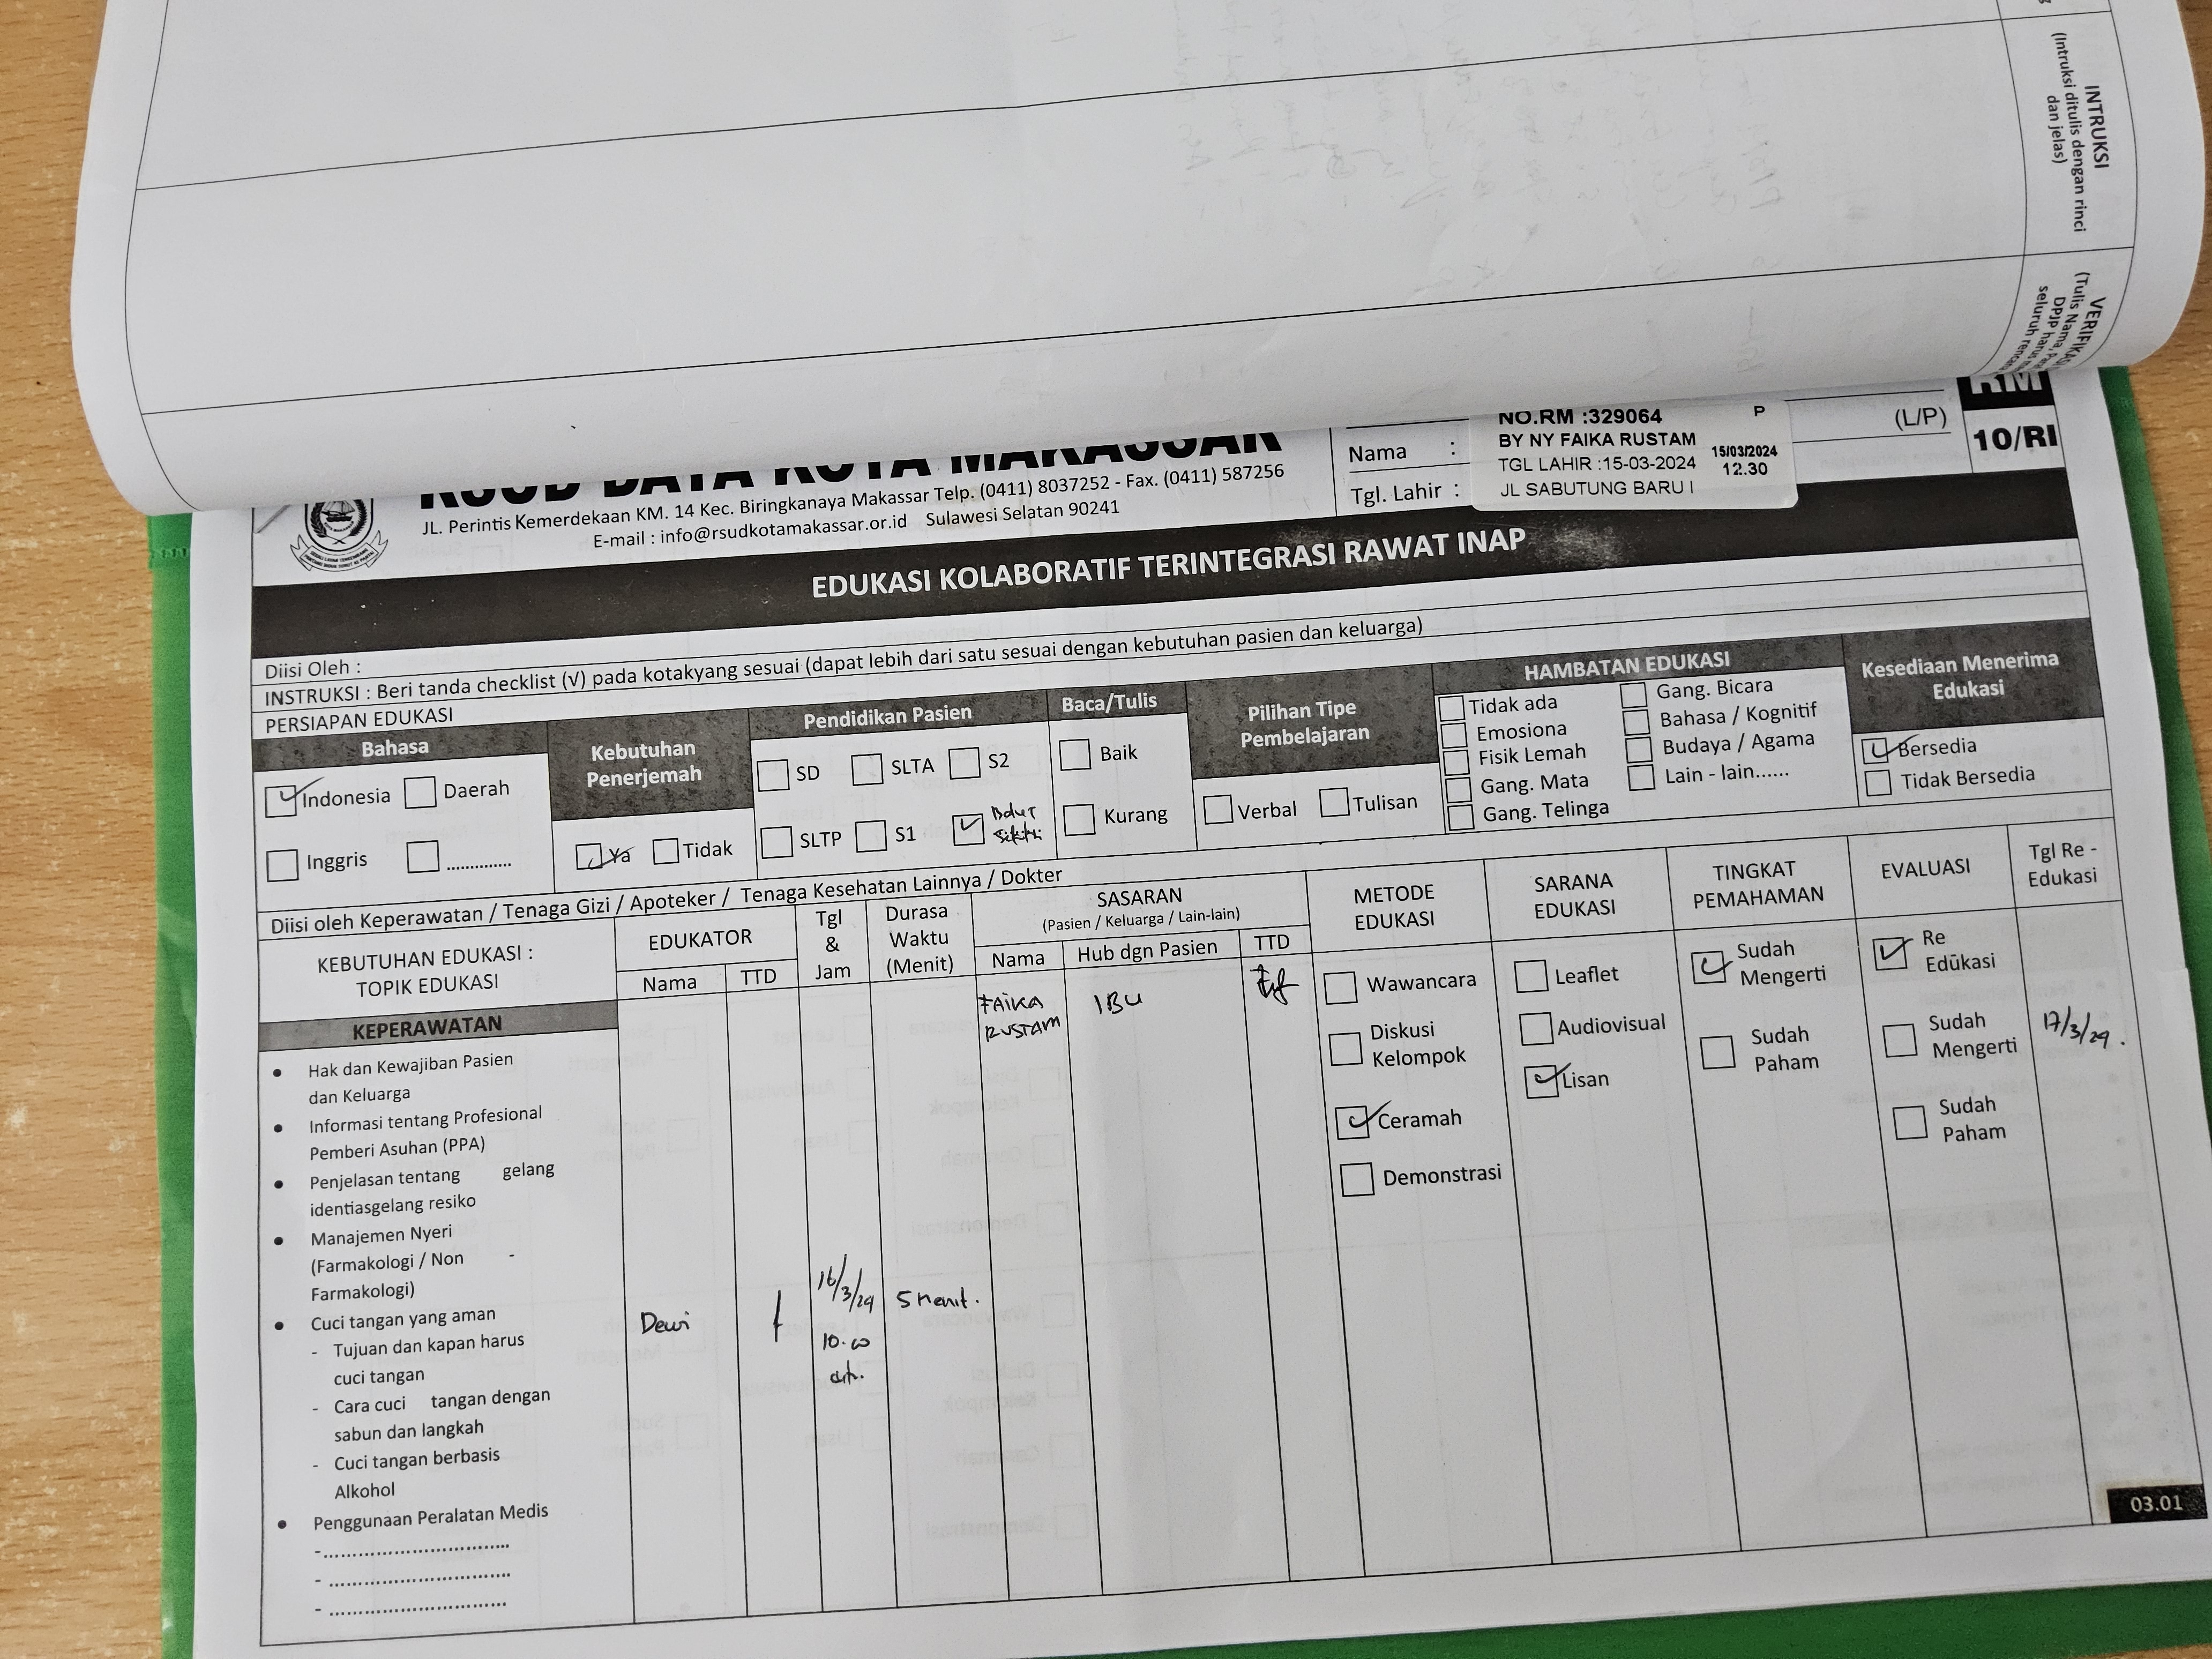 INTRUKSI
(Intruksi ditulis dengan rinci
dan jelas)
VERIFIKASI
(Tulis Nama,
DPJP harus
seluruh
RM
10/RI
RSUD DAYA KOTA MAKASSAR
JL. Perintis Kemerdekaan KM. 14 Kec. Biringkanaya Makassar Telp. (0411) 8037252 - Fax. (0411) 587256
E-mail : info@rsudkotamakassar.or.id Sulawesi Selatan 90241
Nama :
(L/P)
Tgl. Lahir :
NO.RM :329064 P
BY NY FAIKA RUSTAM
TGL LAHIR :15-03-2024
15/03/2024
12.30
JL SABUTUNG BARU I
EDUKASI KOLABORATIF TERINTEGRASI RAWAT INAP
Diisi Oleh :
INSTRUKSI : Beri tanda checklist (√) pada kotakyang sesuai (dapat lebih dari satu sesuai dengan kebutuhan pasien dan keluarga)
PERSIAPAN EDUKASI
Bahasa
Indonesia Daerah
Inggris .............
Kebutuhan
Penerjemah
Ya Tidak
Pendidikan Pasien
SD SLTA S2
SLTP S1
Baca/Tulis
Baik
Kurang
Pilihan Tipe
Pembelajaran
Verbal Tulisan
HAMBATAN EDUKASI
Tidak ada Gang. Bicara
Emosiona Bahasa / Kognitif
Fisik Lemah Budaya / Agama
Gang. Mata Lain - lain......
Gang. Telinga
Kesediaan Menerima
Edukasi
Bersedia
Tidak Bersedia
Diisi oleh Keperawatan / Tenaga Gizi / Apoteker / Tenaga Kesehatan Lainnya / Dokter
KEBUTUHAN EDUKASI :
TOPIK EDUKASI
EDUKATOR
Nama TTD
Tgl
&
Jam
Durasa
Waktu
(Menit)
SASARAN
(Pasien / Keluarga / Lain-lain)
Nama Hub dgn Pasien TTD
METODE
EDUKASI
SARANA
EDUKASI
TINGKAT
PEMAHAMAN
EVALUASI
Tgl Re -
Edukasi
KEPERAWATAN
• Hak dan Kewajiban Pasien
dan Keluarga
• Informasi tentang Profesional
Pemberi Asuhan (PPA)
• Penjelasan tentang gelang
identiasgelang resiko
• Manajemen Nyeri
(Farmakologi / Non -
Farmakologi)
• Cuci tangan yang aman
- Tujuan dan kapan harus
cuci tangan
- Cara cuci tangan dengan
sabun dan langkah
- Cuci tangan berbasis
Alkohol
• Penggunaan Peralatan Medis
-................................
- ...............................
- ..............................
Dewi
16/3/24
10.00
5 menit.
FAIKA
RUSTAM
IBU
Wawancara
Diskusi
Kelompok
Ceramah
Demonstrasi
Leaflet
Audiovisual
Lisan
Sudah
Mengerti
Sudah
Paham
Re
Edukasi
Sudah
Mengerti
Sudah
Paham
17/3/24.
03.01